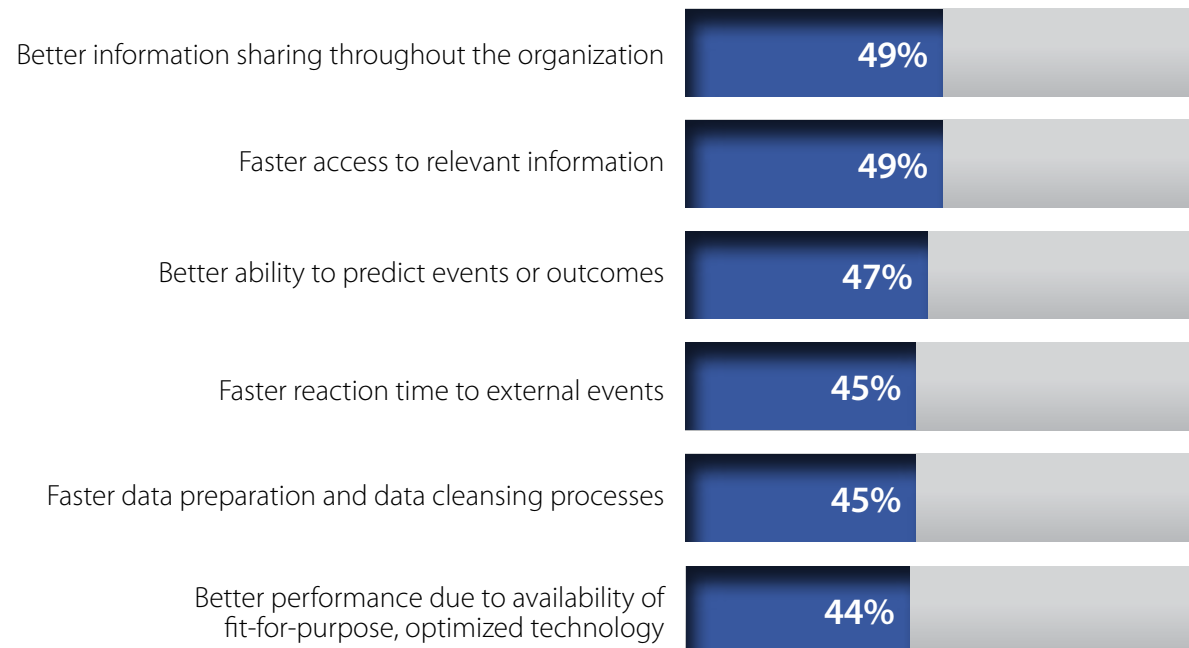 Better information sharing throughout the organization 49%
Faster access to relevant information 49%
Better ability to predict events or outcomes 47%
Faster reaction time to external events 45%
Faster data preparation and data cleansing processes 45%
Better performance due to availability of
fit-for-purpose, optimized technology 44%